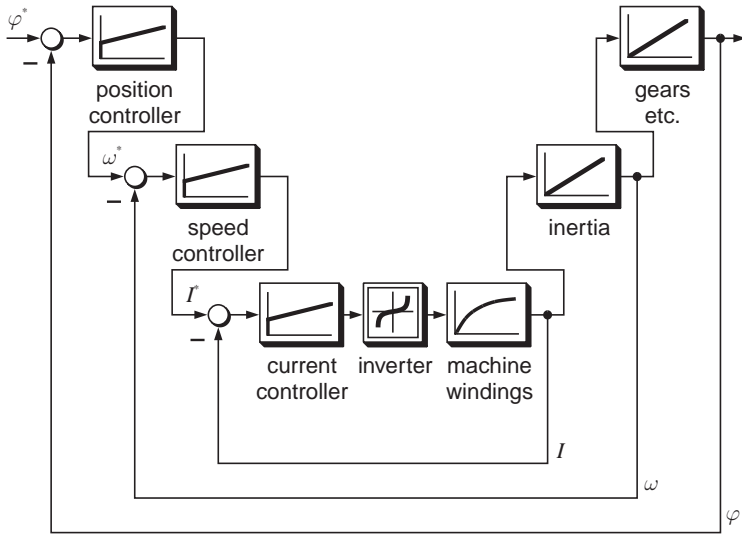 φ*
−
position
controller
gears
etc.
ω*
−
speed
controller
inertia
I*
−
current
controller
inverter
machine
windings
I
ω
φ